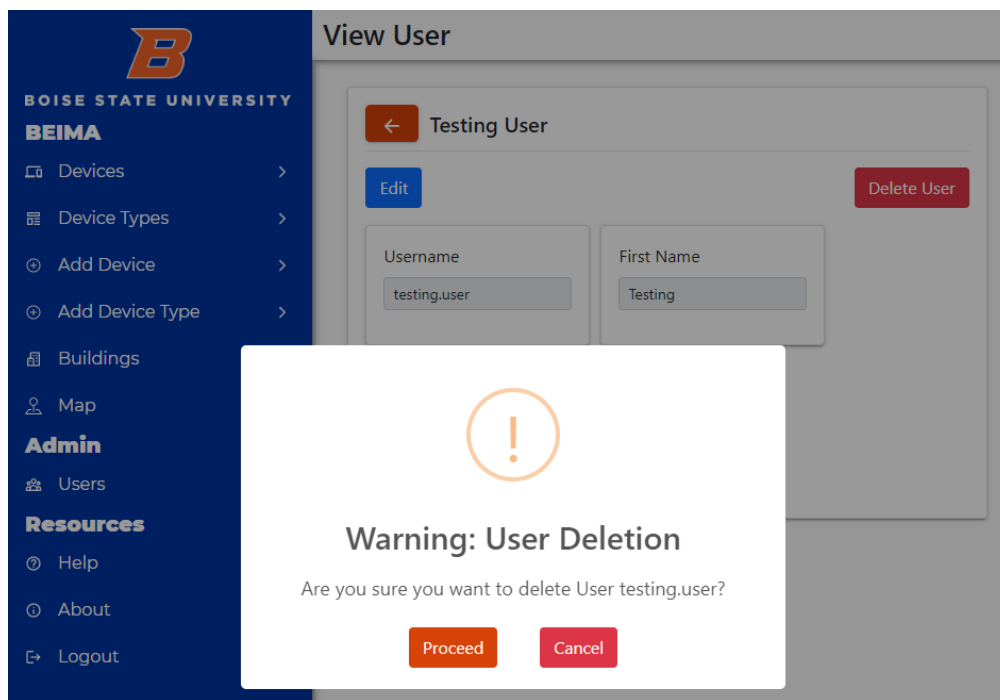 B
BOISE STATE UNIVERSITY
BEIMA
Devices
Device Types
Add Device
Add Device Type
Buildings
Map
Admin
Users
Resources
Help
About
Logout
View User
Testing User
Edit
Delete User
Username
First Name
testing.user
Testing
!
Warning: User Deletion
Are you sure you want to delete User testing.user?
Proceed
Cancel